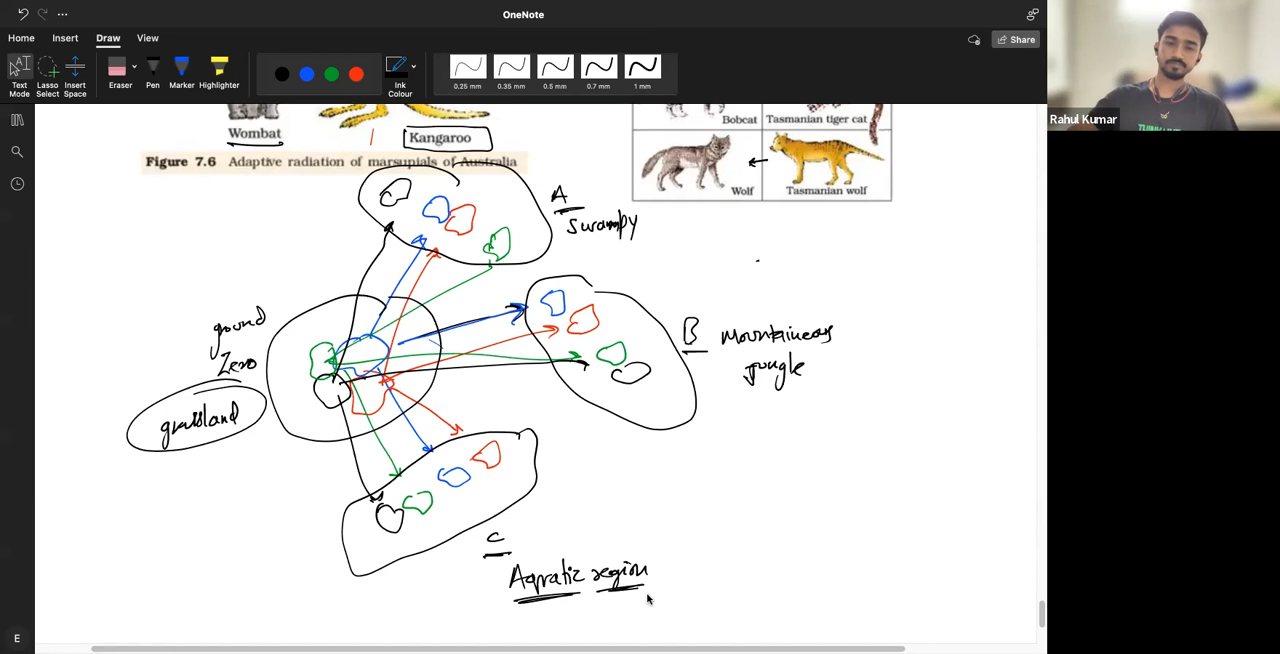 OneNote
Home Insert Draw View
Share
Text Mode
Lasso Select
Insert Space
Eraser
Pen
Marker
Highlighter
Ink Colour
0.25 mm
0.35 mm
0.5 mm
0.7 mm
1 mm
Rahul Kumar
Wombat
Kangaroo
Figure 7.6 Adaptive radiation of marsupials of Australia
Bobcat
Tasmanian tiger cat
Wolf
Tasmanian wolf
A
Swampy
ground
Zero
grassland
B
Mountaineous
jungle
C
Aquatic region
E